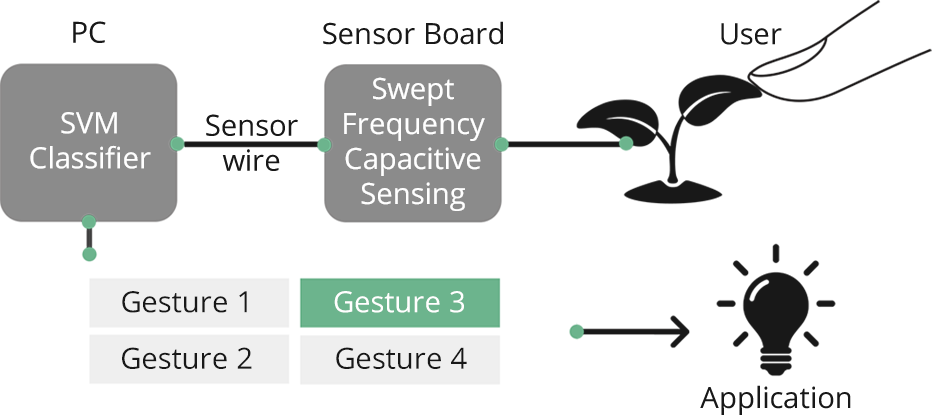 PC
Sensor Board
User
SVM
Classifier
Sensor
wire
Swept
Frequency
Capacitive
Sensing
Gesture 1
Gesture 3
Gesture 2
Gesture 4
Application